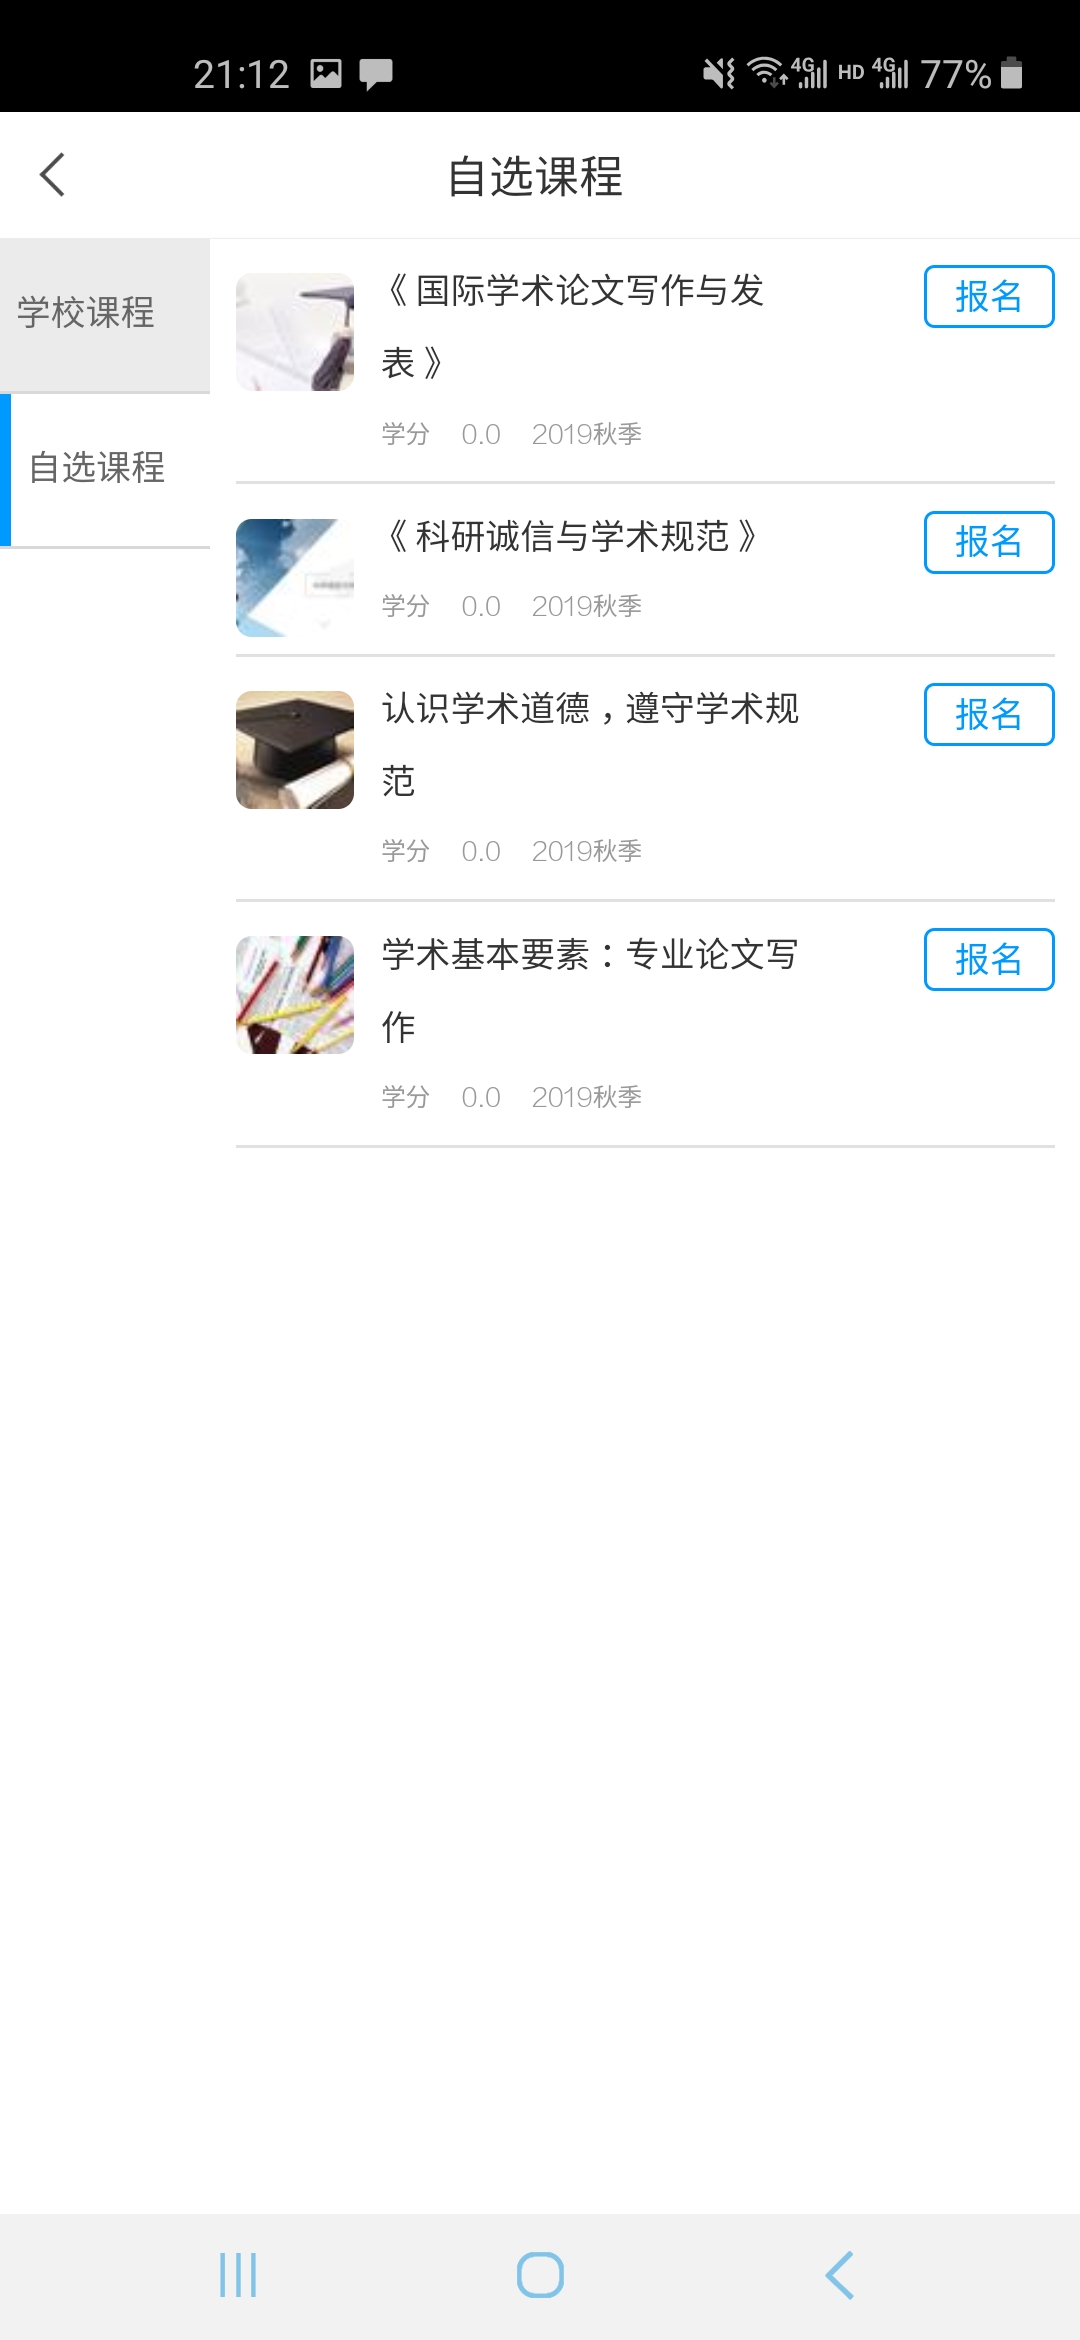 21:12
4G HD 4G 77%
自选课程
学校课程
自选课程
《国际学术论文写作与发
表》
学分 0.0 2019秋季
报名
《科研诚信与学术规范》
学分 0.0 2019秋季
报名
认识学术道德，遵守学术规
范
学分 0.0 2019秋季
报名
学术基本要素：专业论文写
作
学分 0.0 2019秋季
报名